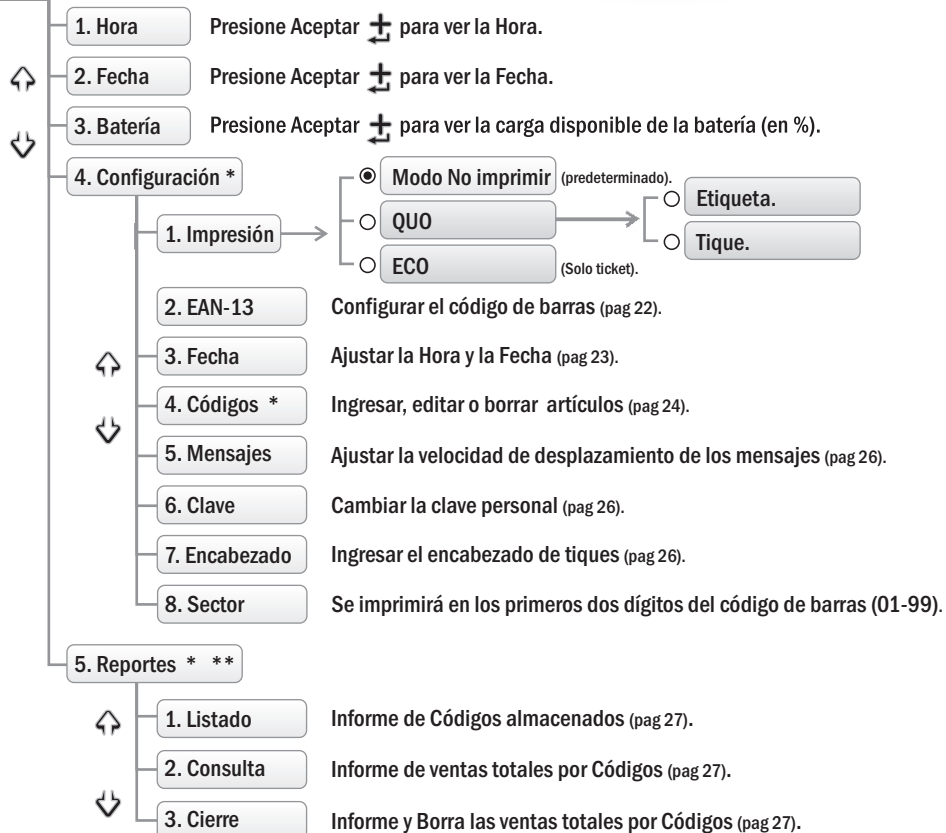 1. Hora Presione Aceptar para ver la Hora.
2. Fecha Presione Aceptar para ver la Fecha.
3. Batería Presione Aceptar para ver la carga disponible de la batería (en %).
4. Configuración *
Modo No imprimir (predeterminado).
Etiqueta.
1. Impresión
QUO
Tique.
ECO (Solo ticket).
2. EAN-13 Configurar el código de barras (pag 22).
3. Fecha Ajustar la Hora y la Fecha (pag 23).
4. Códigos * Ingresar, editar o borrar artículos (pag 24).
5. Mensajes Ajustar la velocidad de desplazamiento de los mensajes (pag 26).
6. Clave Cambiar la clave personal (pag 26).
7. Encabezado Ingresar el encabezado de tiques (pag 26).
8. Sector Se imprimirá en los primeros dos dígitos del código de barras (01-99).
5. Reportes * **
1. Listado Informe de Códigos almacenados (pag 27).
2. Consulta Informe de ventas totales por Códigos (pag 27).
3. Cierre Informe y Borra las ventas totales por Códigos (pag 27).